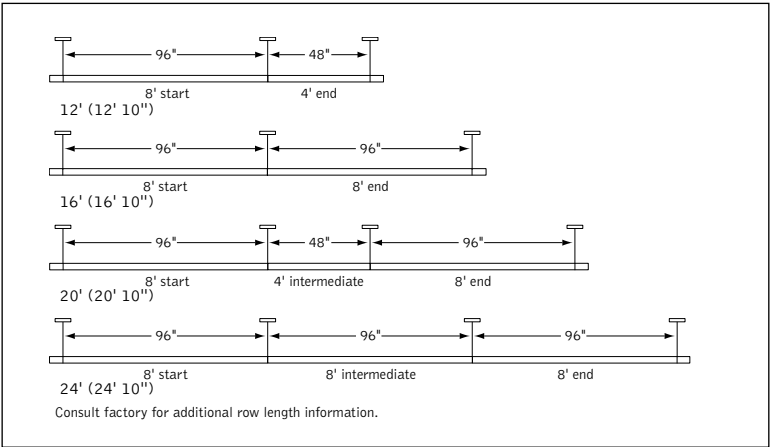 96" 48"
8' start 4' end
12' (12' 10")
96" 96"
8' start 8' end
16' (16' 10")
96" 48" 96"
8' start 4' intermediate 8' end
20' (20' 10")
96" 96" 96"
8' start 8' intermediate 8' end
24' (24' 10")
Consult factory for additional row length information.